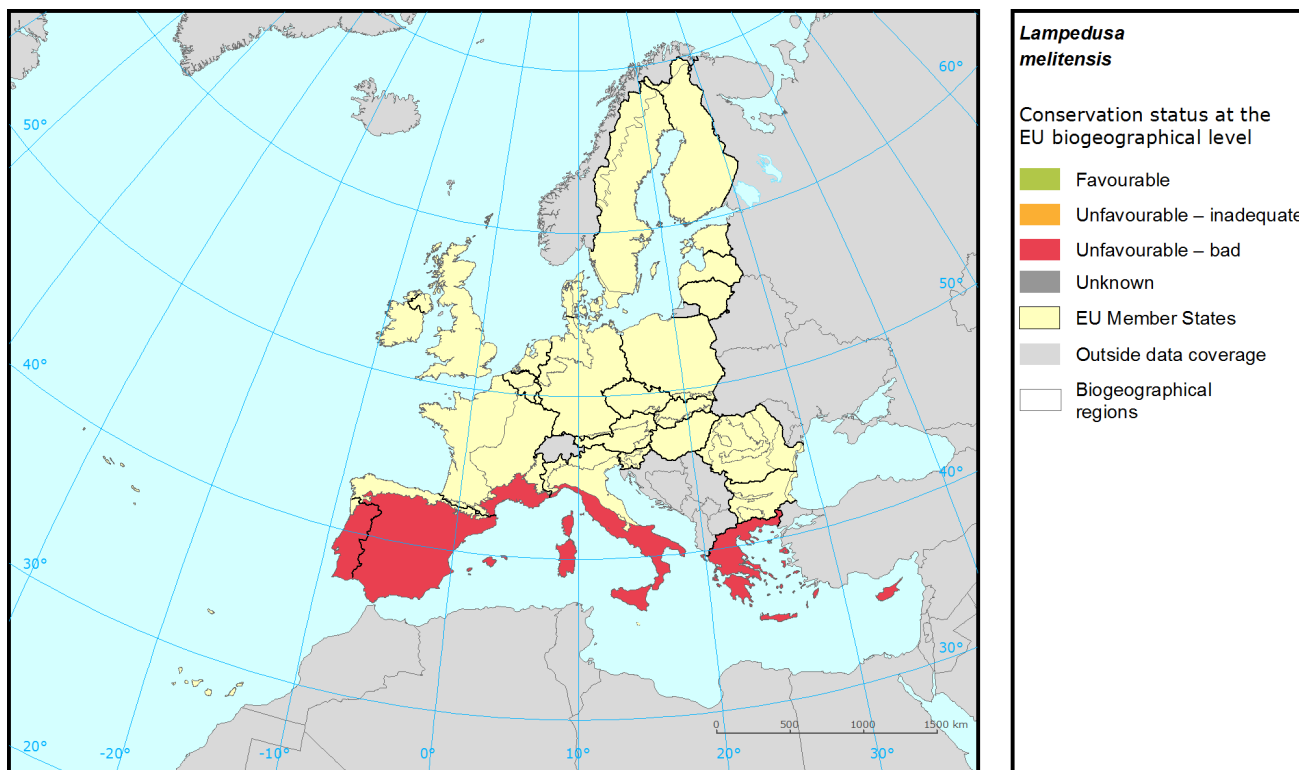 Lampedusa
melitensis
Conservation status at the
EU biogeographical level
Favourable
Unfavourable – inadequate
Unfavourable – bad
Unknown
EU Member States
Outside data coverage
Biogeographical
regions
60°
50°
50°
40°
40°
30°
30°
20°
-20°
-10°
0°
10°
20°
30°
0 500 1000 1500 km